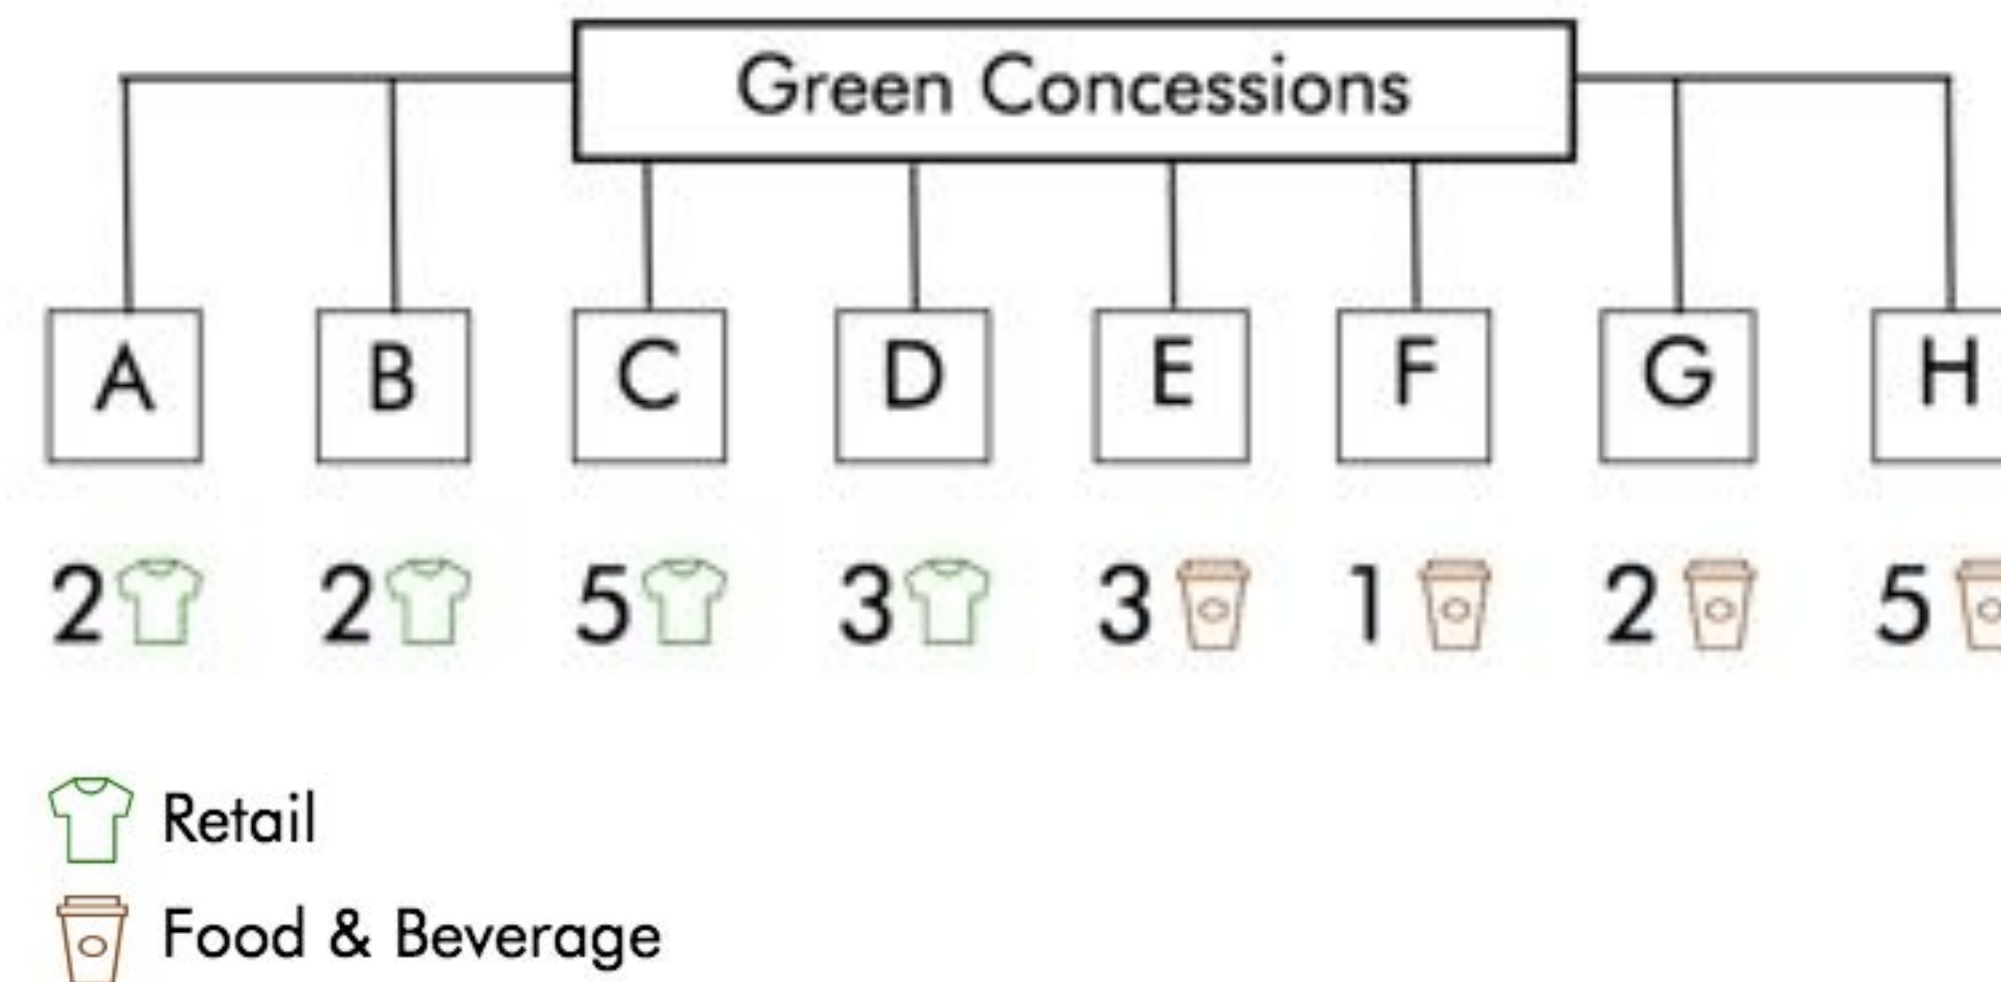 Green Concessions
A B C D E F G H
2 2 5 3 3 1 2 5
Retail
Food & Beverage